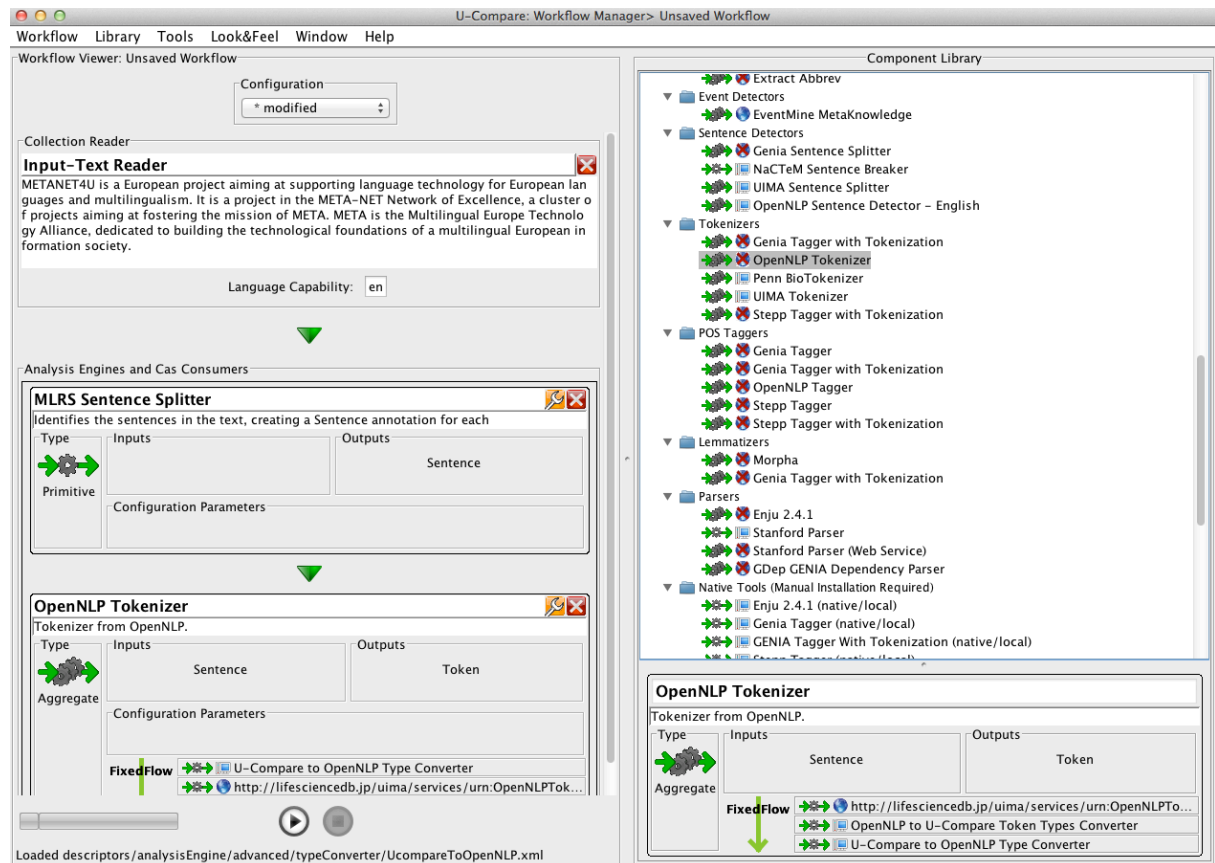 U-Compare: Workflow Manager> Unsaved Workflow
Workflow Library Tools Look&Feel Window Help
Workflow Viewer: Unsaved Workflow
Configuration
* modified
Collection Reader
Input-Text Reader
METANET4U is a European project aiming at supporting language technology for European lan
guages and multilingualism. It is a project in the META-NET Network of Excellence, a cluster o
f projects aiming at fostering the mission of META. META is the Multilingual Europe Technolo
gy Alliance, dedicated to building the technological foundations of a multilingual European in
formation society.
Language Capability: en
Analysis Engines and Cas Consumers
MLRS Sentence Splitter
Identifies the sentences in the text, creating a Sentence annotation for each
Type
Inputs
Outputs
Sentence
Primitive
Configuration Parameters
OpenNLP Tokenizer
Tokenizer from OpenNLP.
Type
Inputs
Outputs
Sentence
Token
Aggregate
Configuration Parameters
FixedFlow
U-Compare to OpenNLP Type Converter
http://lifesciencedb.jp/uima/services/urn:OpenNLPTok...
Loaded descriptors/analysisEngine/advanced/typeConverter/UcompareToOpenNLP.xml
Component Library
Extract Abbrev
Event Detectors
EventMine MetaKnowledge
Sentence Detectors
Genia Sentence Splitter
NaCTeM Sentence Breaker
UIMA Sentence Splitter
OpenNLP Sentence Detector - English
Tokenizers
Genia Tagger with Tokenization
OpenNLP Tokenizer
Penn BioTokenizer
UIMA Tokenizer
Stepp Tagger with Tokenization
POS Taggers
Genia Tagger
Genia Tagger with Tokenization
OpenNLP Tagger
Stepp Tagger
Stepp Tagger with Tokenization
Lemmatizers
Morpha
Genia Tagger with Tokenization
Parsers
Enju 2.4.1
Stanford Parser
Stanford Parser (Web Service)
GDep GENIA Dependency Parser
Native Tools (Manual Installation Required)
Enju 2.4.1 (native/local)
Genia Tagger (native/local)
GENIA Tagger With Tokenization (native/local)
Stepp Tagger (native/local)
OpenNLP Tokenizer
Tokenizer from OpenNLP.
Type
Inputs
Outputs
Sentence
Token
Aggregate
FixedFlow
http://lifesciencedb.jp/uima/services/urn:OpenNLPTo...
OpenNLP to U-Compare Token Types Converter
U-Compare to OpenNLP Type Converter